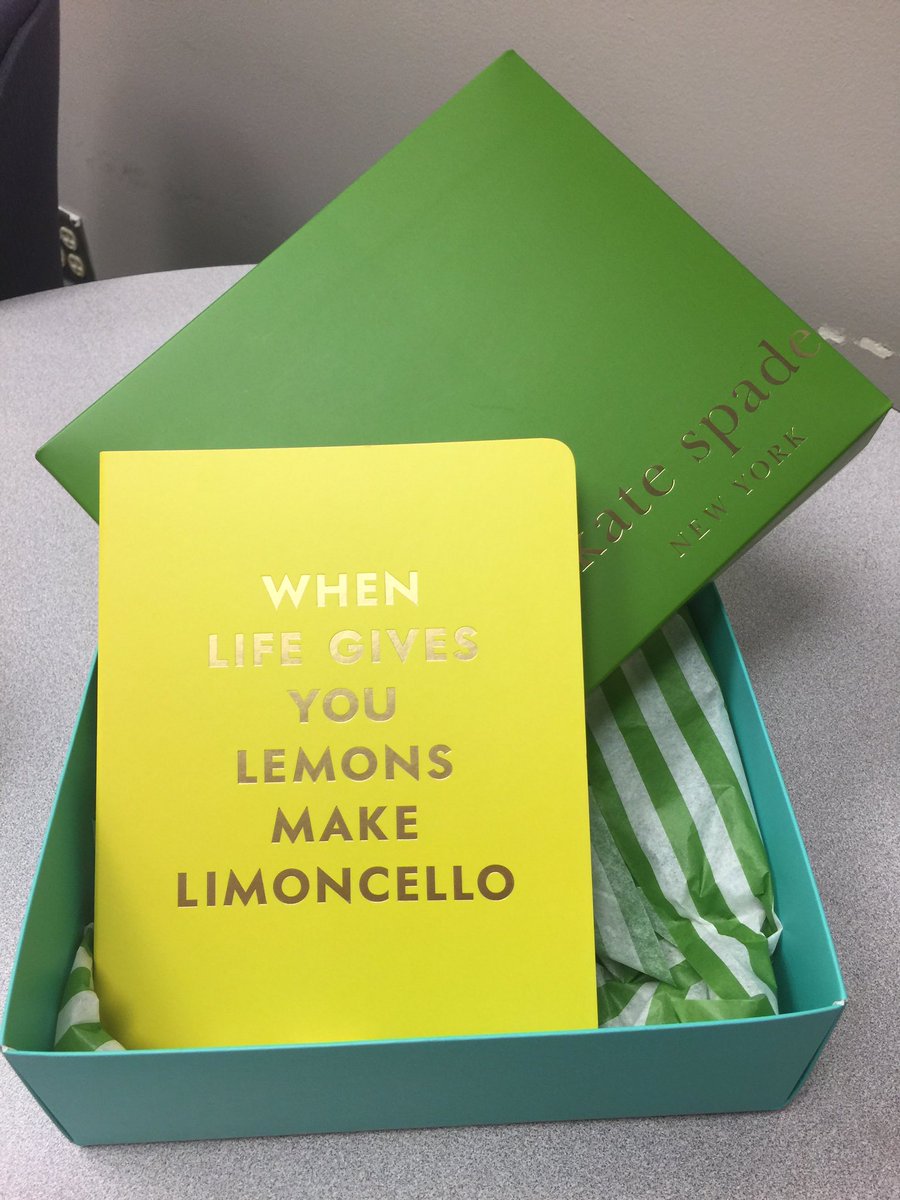 kate spade
NEW YORK
WHEN
LIFE GIVES
YOU
LEMONS
MAKE
LIMONCELLO